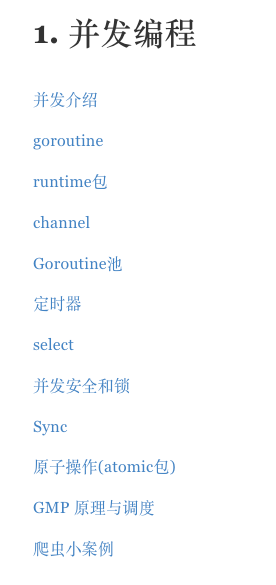 1. 并发编程
并发介绍
goroutine
runtime包
channel
Goroutine池
定时器
select
并发安全和锁
Sync
原子操作(atomic包)
GMP 原理与调度
爬虫小案例